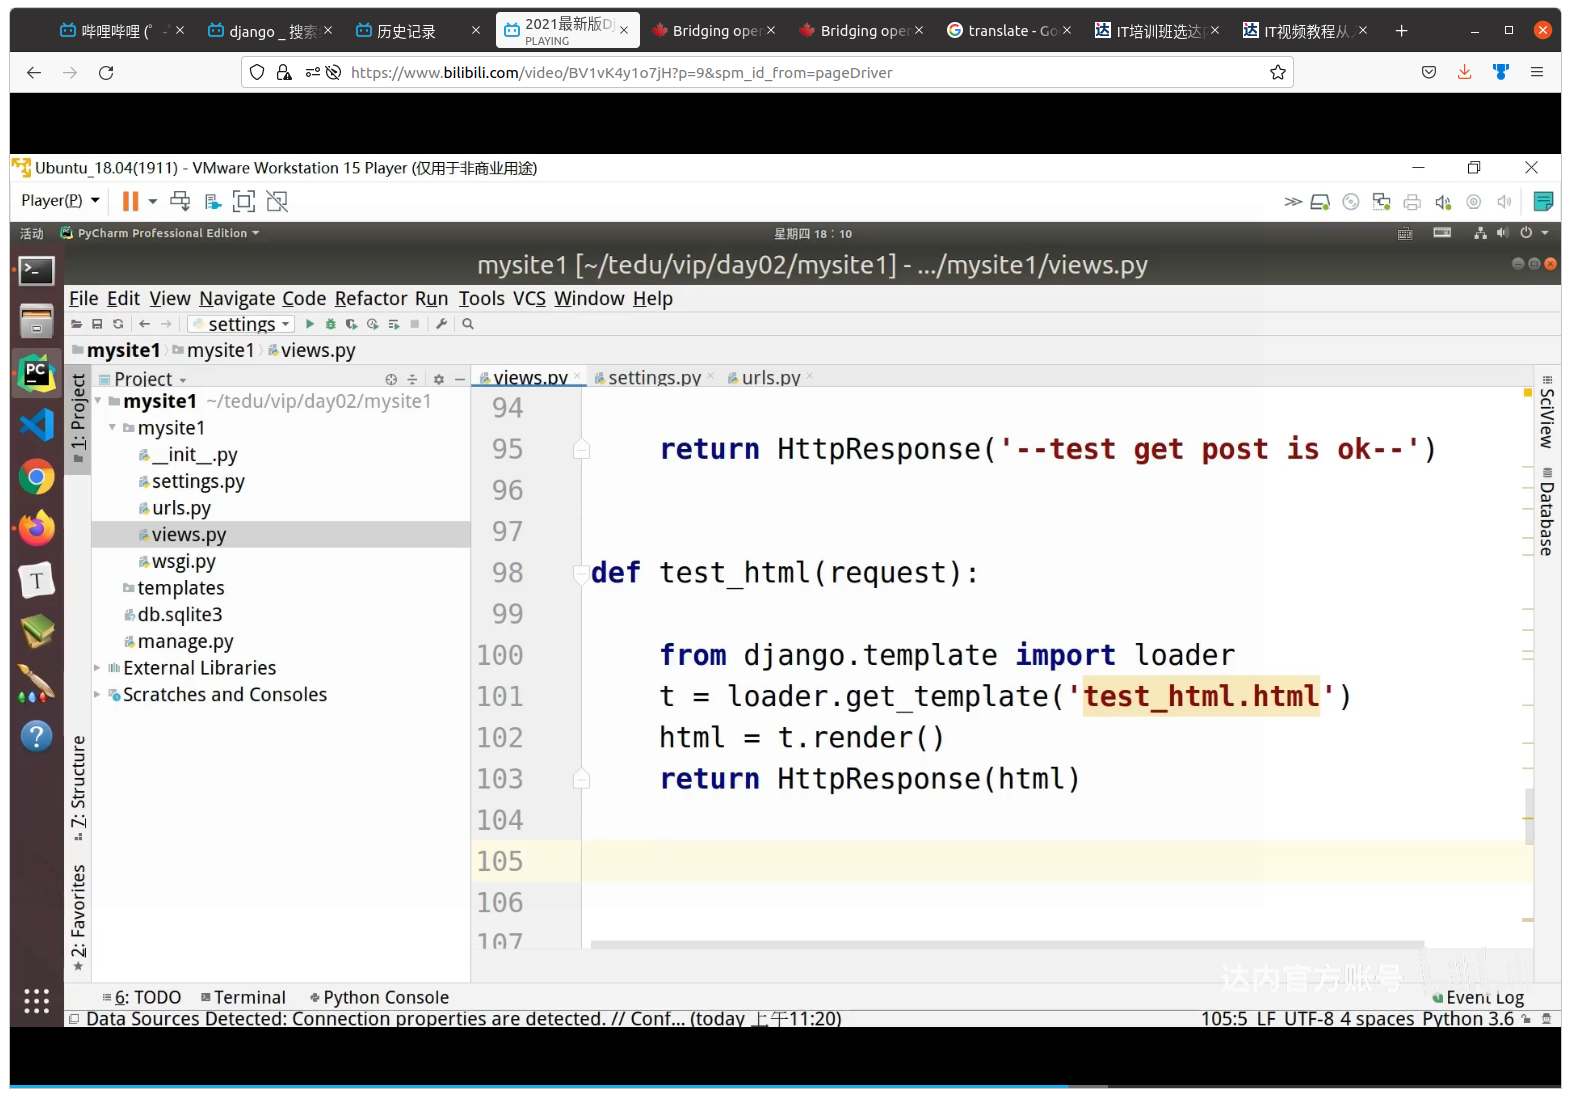 哔哩哔哩 (゜-
django _ 搜索
历史记录
2021最新版Dj
PLAYING
Bridging oper
Bridging oper
translate - Go
达 IT培训班选达内
达 IT视频教程从入
https://www.bilibili.com/video/BV1vK4y1o7jH?p=9&spm_id_from=pageDriver
Ubuntu_18.04(1911) - VMware Workstation 15 Player (仅用于非商业用途)
Player(P)
活动 PyCharm Professional Edition 星期四 18：10
mysite1 [~/tedu/vip/day02/mysite1] - .../mysite1/views.py
File Edit View Navigate Code Refactor Run Tools VCS Window Help
settings
mysite1 mysite1 views.py
Project
views.py settings.py urls.py
1: Project
mysite1 ~/tedu/vip/day02/mysite1
mysite1
__init__.py
settings.py
urls.py
views.py
wsgi.py
templates
db.sqlite3
manage.py
External Libraries
Scratches and Consoles
7: Structure
2: Favorites
94
95 return HttpResponse('--test get post is ok--')
96
97
98 def test_html(request):
99
100 from django.template import loader
101 t = loader.get_template('test_html.html')
102 html = t.render()
103 return HttpResponse(html)
104
105
106
107
SciView
Database
达内官方账号
6: TODO Terminal Python Console Event Log
Data Sources Detected: Connection properties are detected. // Conf... (today 上午11:20) 105:5 LF UTF-8 4 spaces Python 3.6
PC
T
?